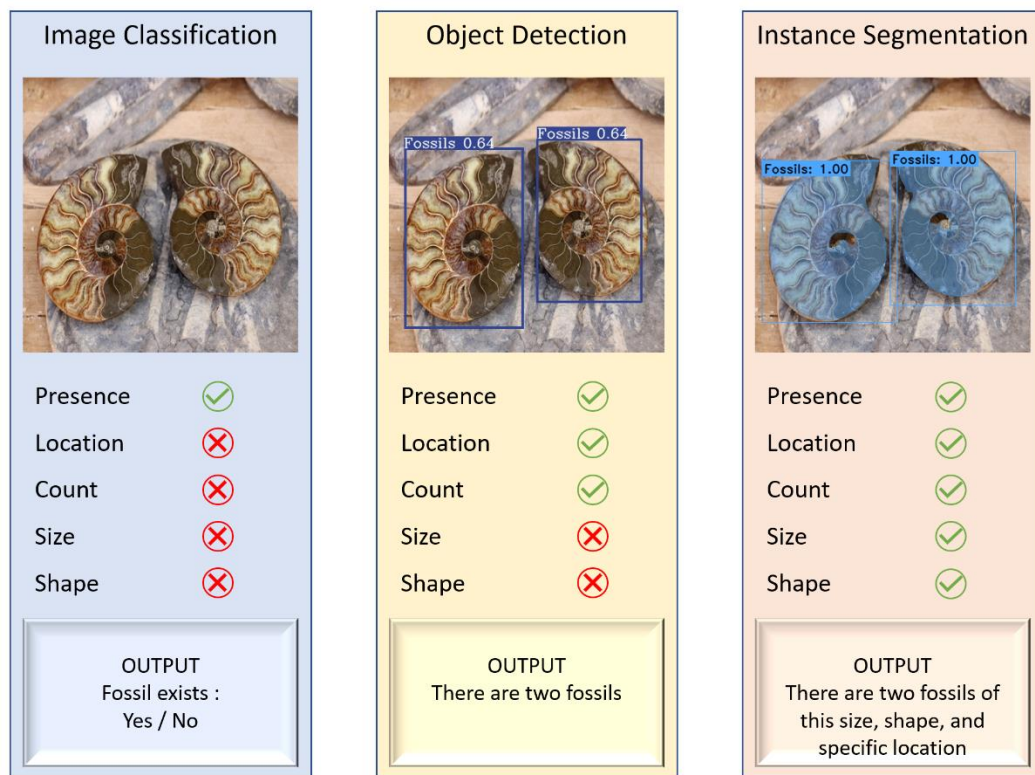 Image Classification
Presence
Location
Count
Size
Shape
OUTPUT
Fossil exists :
Yes / No
Object Detection
Fossils 0.64
Fossils 0.64
Presence
Location
Count
Size
Shape
OUTPUT
There are two fossils
Instance Segmentation
Fossils: 1.00
Fossils: 1.00
Presence
Location
Count
Size
Shape
OUTPUT
There are two fossils of
this size, shape, and
specific location